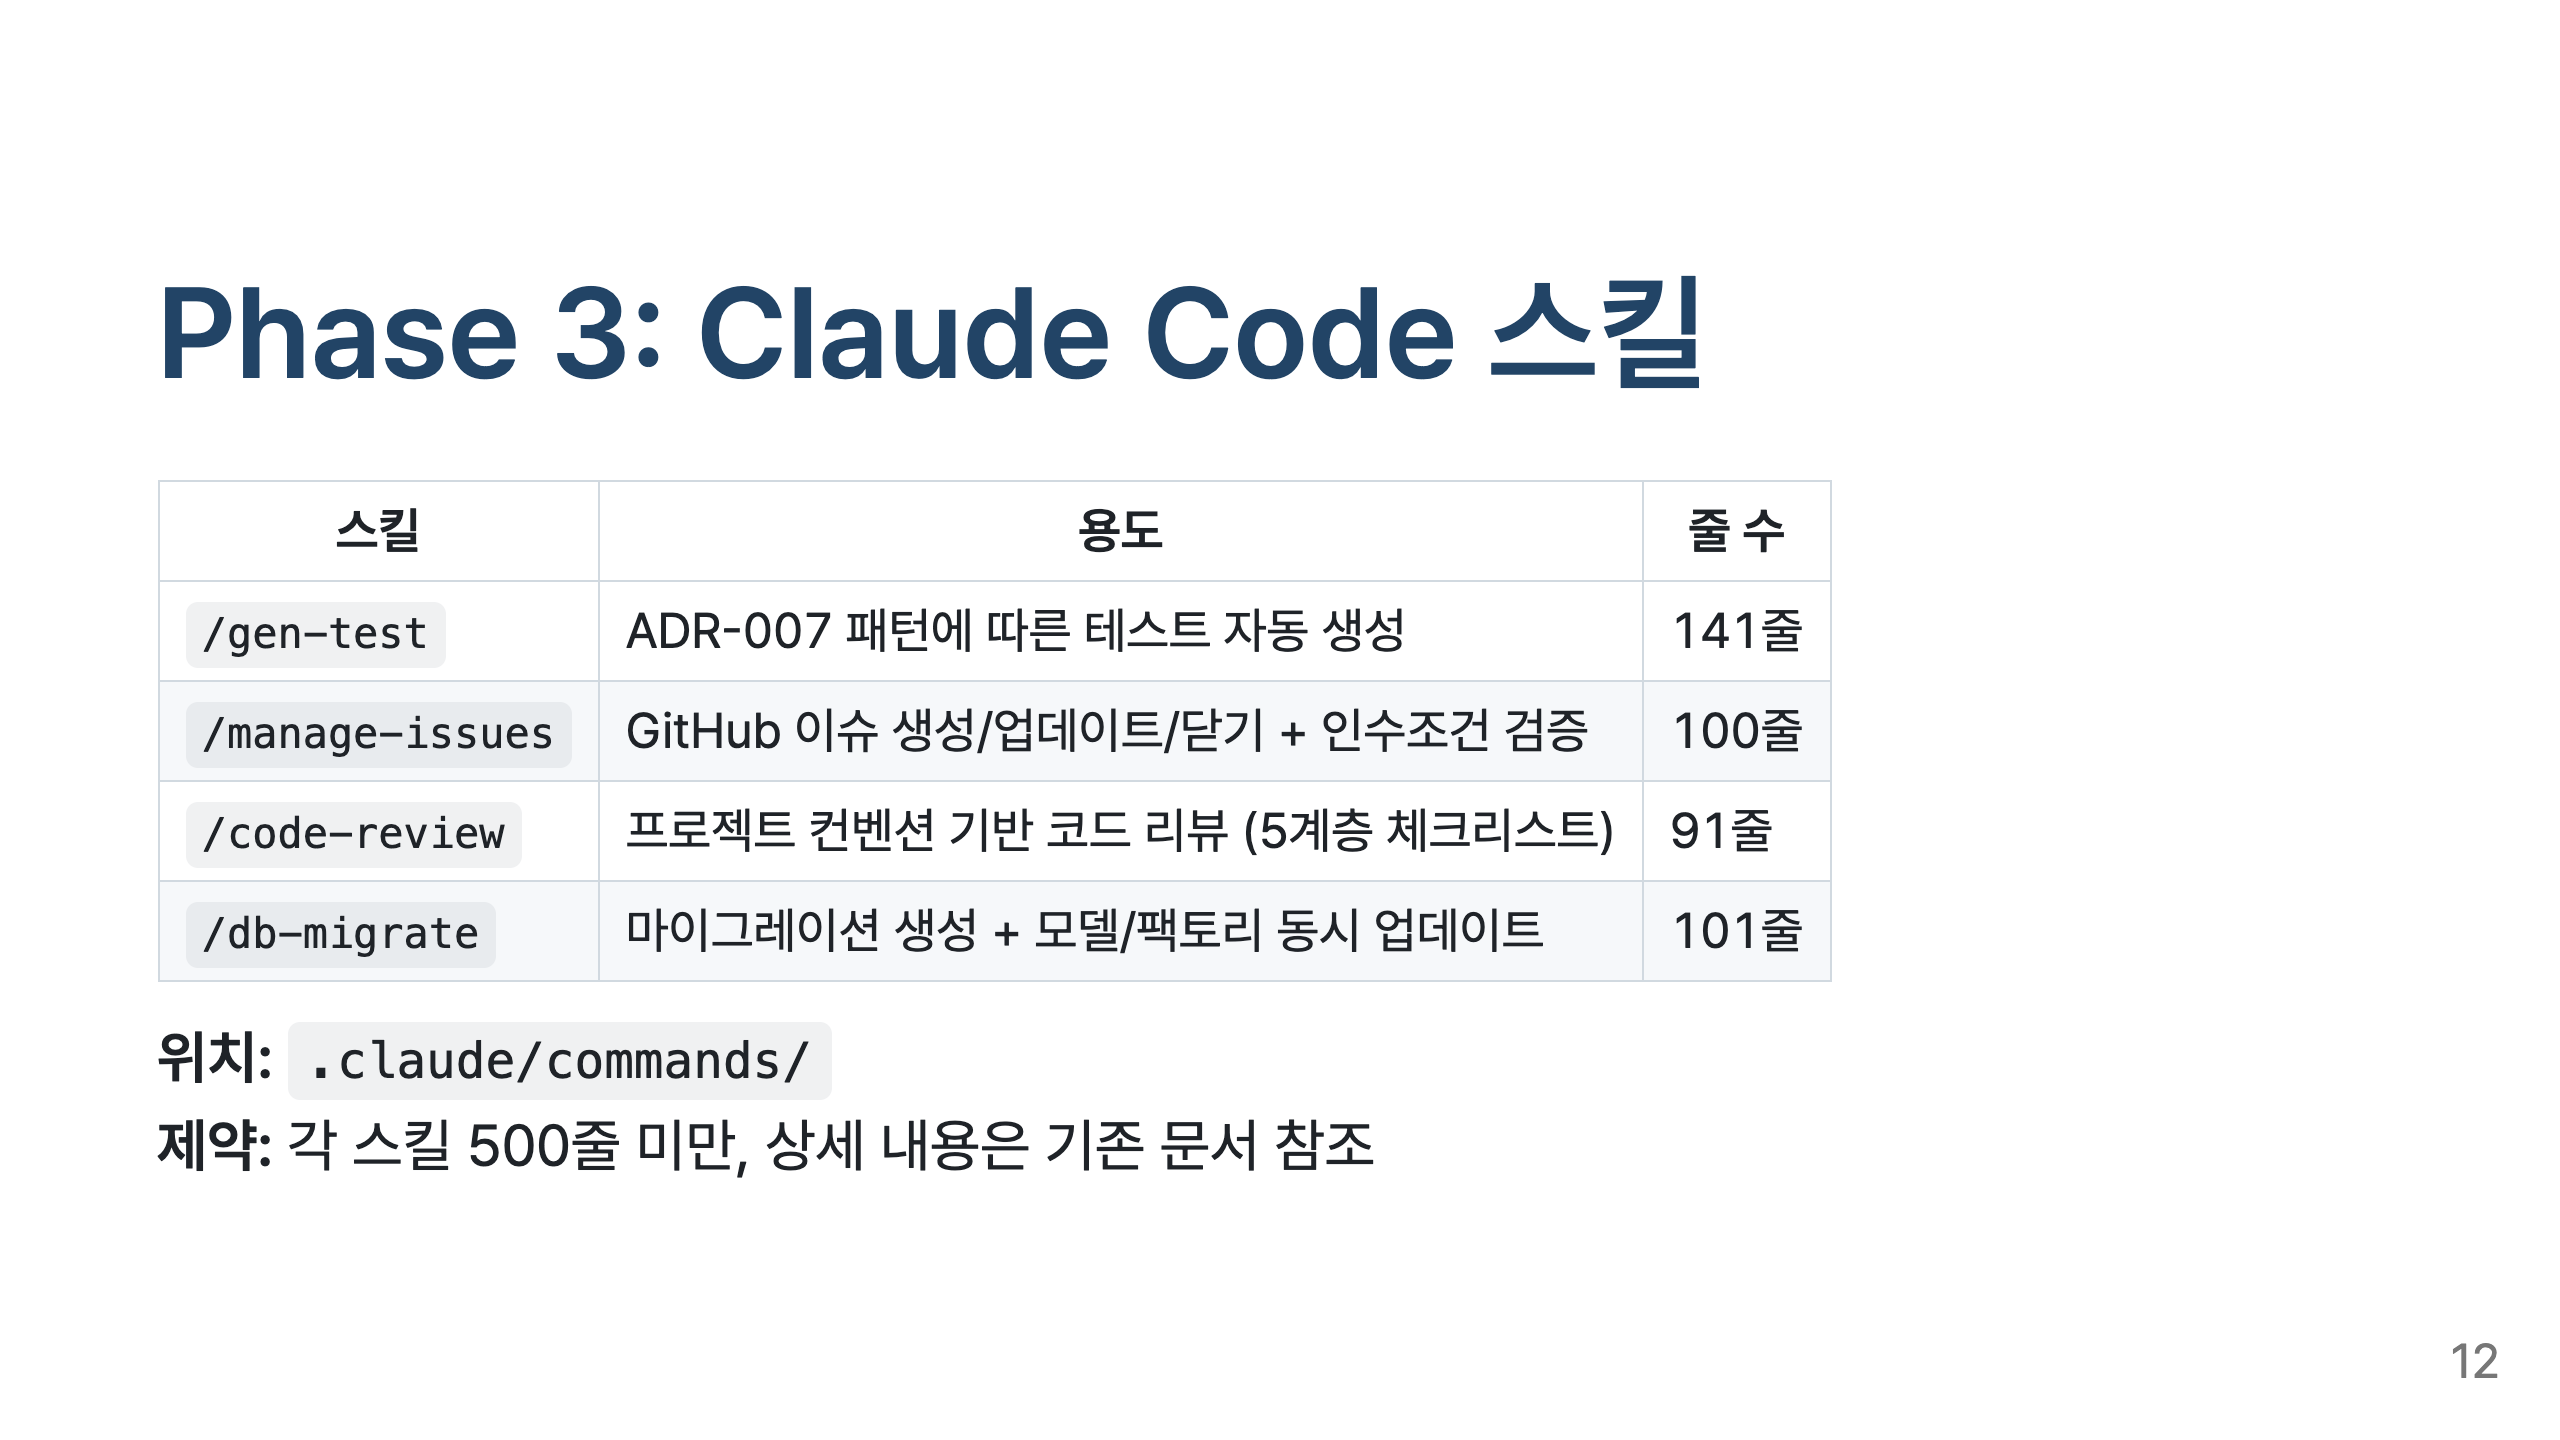 Phase 3: Claude Code 스킬
스킬 용도 줄 수
/gen-test ADR-007 패턴에 따른 테스트 자동 생성 141줄
/manage-issues GitHub 이슈 생성/업데이트/닫기 + 인수조건 검증 100줄
/code-review 프로젝트 컨벤션 기반 코드 리뷰 (5계층 체크리스트) 91줄
/db-migrate 마이그레이션 생성 + 모델/팩토리 동시 업데이트 101줄
위치: .claude/commands/
제약: 각 스킬 500줄 미만, 상세 내용은 기존 문서 참조
12